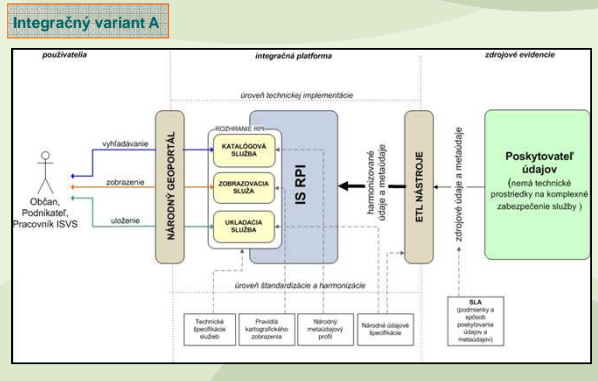 Integračný variant A
používatelia
integračná platforma
zdrojové evidencie
úroveň technickej implementácie
vyhľadávanie
zobrazenie
uloženie
Občan,
Podnikateľ,
Pracovník ISVS
NÁRODNÝ GEOPORTÁL
ROZHRANIE RPI
KATALÓGOVÁ
SLUŽBA
ZOBRAZOVACIA
SLUŽA
UKLADACIA
SLUŽBA
IS RPI
harmonizované
údaje a metaúdaje
ETL NÁSTROJE
zdrojové údaje a metaúdaje
Poskytovateľ
údajov
(nemá technické
prostriedky na komplexné
zabezpečenie služby )
úroveň štandardizácie a harmonizácie
Technické
špecifikácie
služieb
Pravidlá
kartografického
zobrazenia
Národný
metaúdajový
profil
Národné údajové
špecifikácie
SLA
(podmienky a
spôsob
poskytovania
údajov a
metaúdajov)